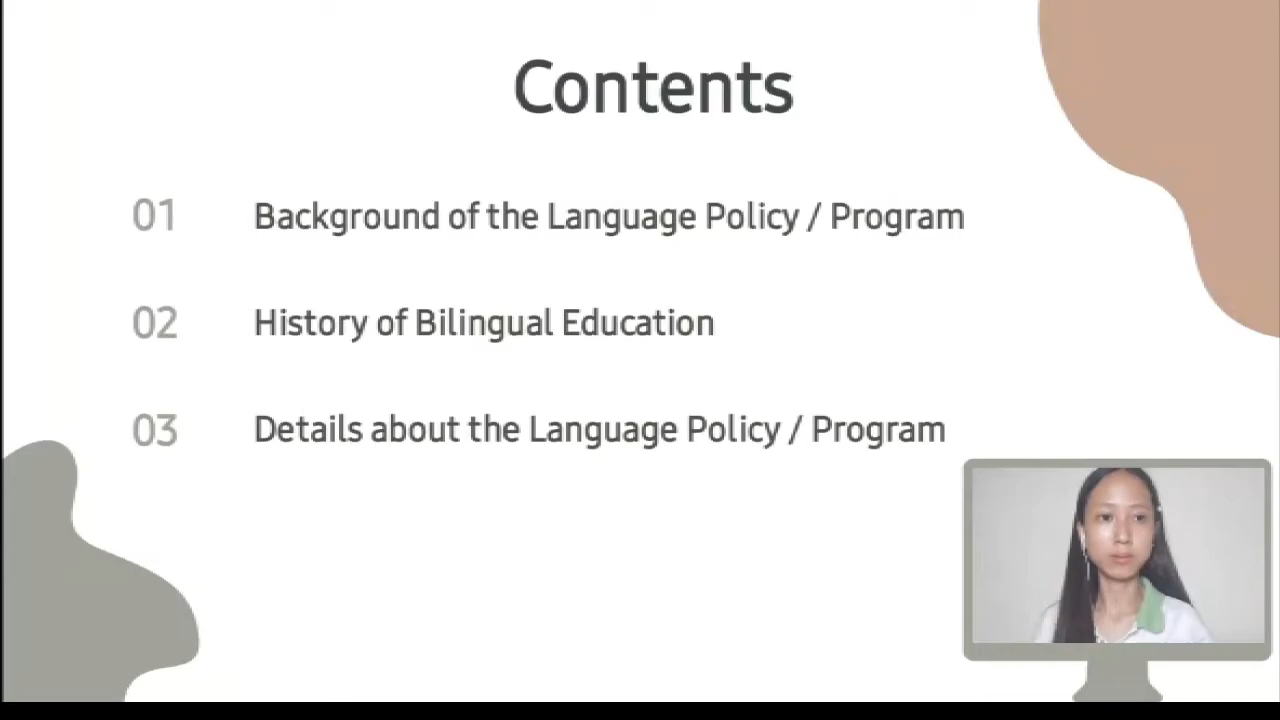 Contents
01 Background of the Language Policy / Program
02 History of Bilingual Education
03 Details about the Language Policy / Program